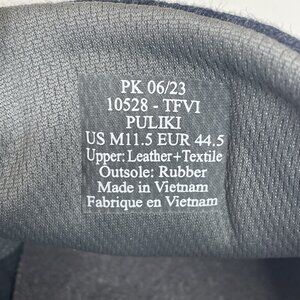 PK 06/23
10528 - TFVI
PULIKI
US M11.5 EUR 44.5
Upper: Leather+Textile
Outsole: Rubber
Made in Vietnam
Fabrique en Vietnam